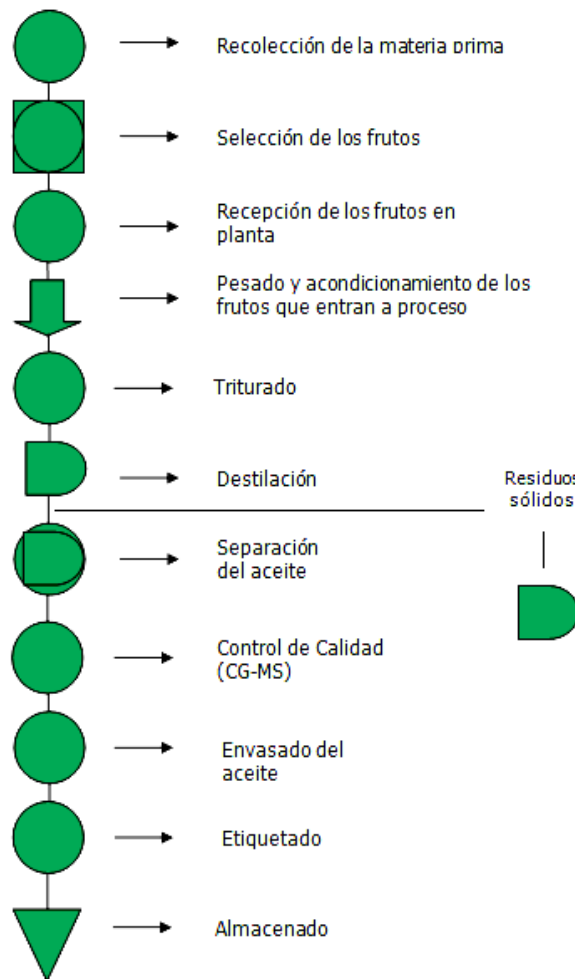 Recolección de la materia prima
Selección de los frutos
Recepción de los frutos en
planta
Pesado y acondicionamiento de los
frutos que entran a proceso
Triturado
Destilación
Residuos
sólidos
Separación
del aceite
Control de Calidad
(CG-MS)
Envasado del
aceite
Etiquetado
Almacenado